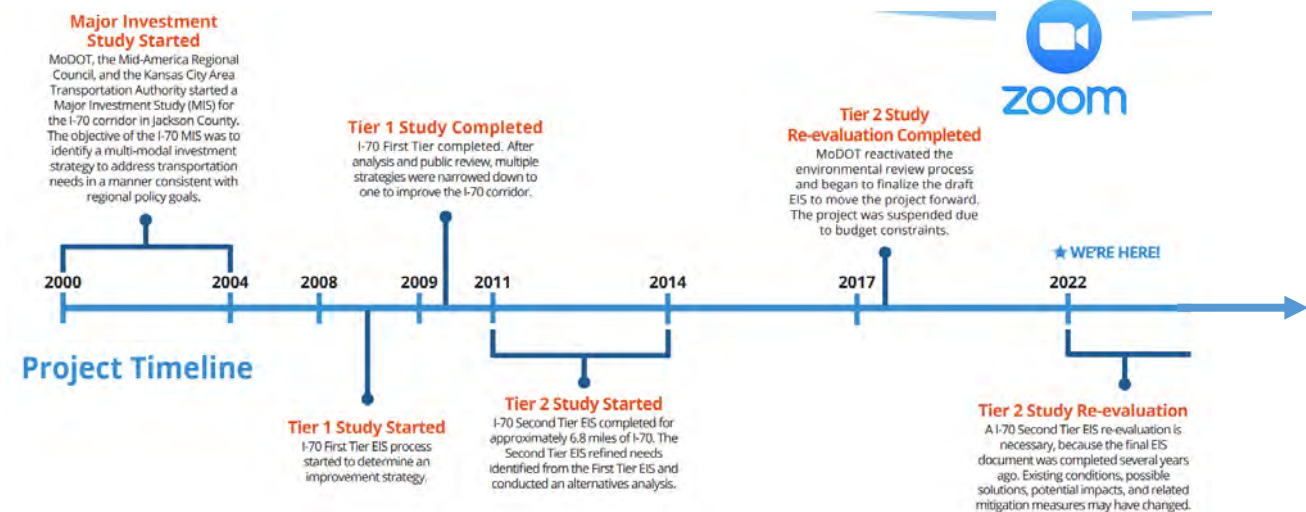 Major Investment
Study Started
MoDOT, the Mid-America Regional
Council, and the Kansas City Area
Transportation Authority started a
Major Investment Study (MIS) for
the I-70 corridor in Jackson County.
The objective of the I-70 MIS was to
identify a multi-modal investment
strategy to address transportation
needs in a manner consistent with
regional policy goals.
Tier 1 Study Completed
I-70 First Tier completed. After
analysis and public review, multiple
strategies were narrowed down to
one to improve the I-70 corridor.
Tier 2 Study
Re-evaluation Completed
MoDOT reactivated the
environmental review process
and began to finalize the draft
EIS to move the project forward.
The project was suspended due
to budget constraints.
zoom
★ WE'RE HERE!
2000 2004 2008 2009 2011 2014 2017 2022
Project Timeline
Tier 1 Study Started
I-70 First Tier EIS process
started to determine an
improvement strategy.
Tier 2 Study Started
I-70 Second Tier EIS completed for
approximately 6.8 miles of I-70. The
Second Tier EIS refined needs
identified from the First Tier EIS and
conducted an alternatives analysis.
Tier 2 Study Re-evaluation
A I-70 Second Tier EIS re-evaluation is
necessary, because the final EIS
document was completed several years
ago. Existing conditions, possible
solutions, potential impacts, and related
mitigation measures may have changed.